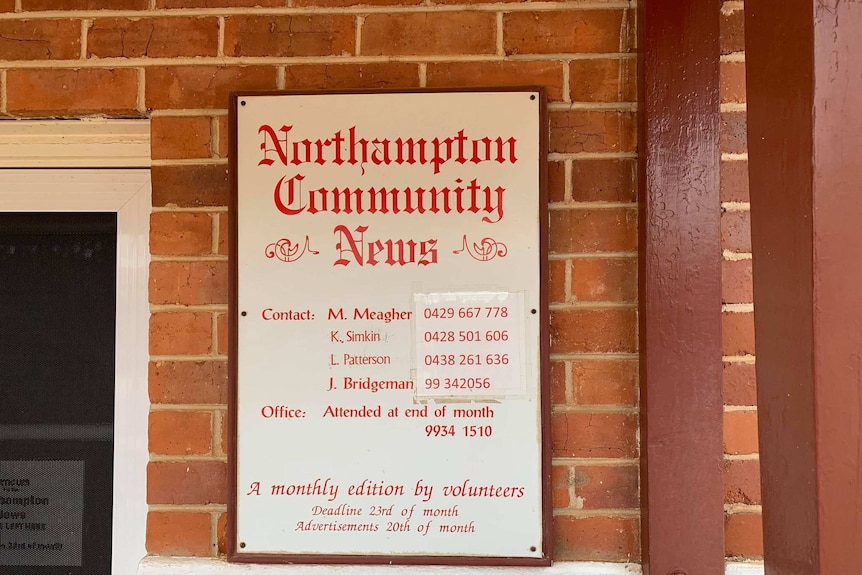 Northampton
Community
News
Contact: M. Meagher 0429 667 778
K. Simkin 0428 501 606
L. Patterson 0438 261 636
J. Bridgeman 99 342056
Office: Attended at end of month
9934 1510
A monthly edition by volunteers
Deadline 23rd of month
Advertisements 20th of month